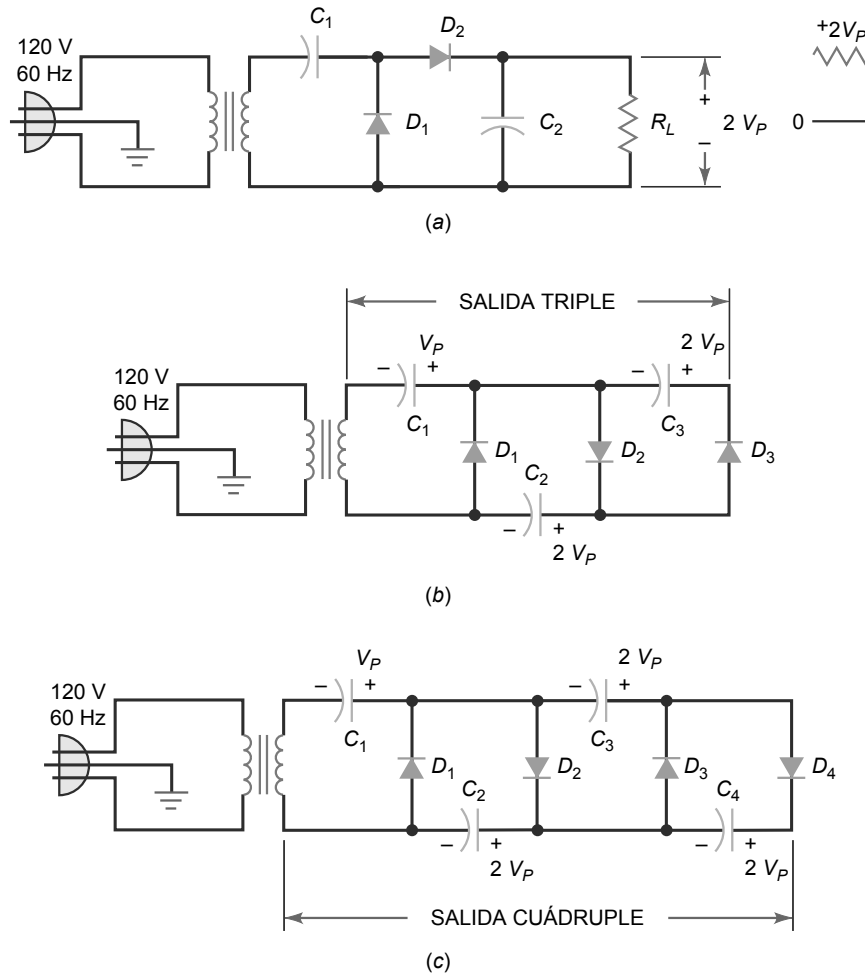 C1
D2
+2VP
120 V
60 Hz
D1
C2
RL
+
2 VP
–
0
(a)
SALIDA TRIPLE
VP
2 VP
– +
– +
120 V
60 Hz
C1
C3
D1
D2
D3
C2
– +
2 VP
(b)
VP
2 VP
– +
– +
120 V
60 Hz
C1
C3
D1
D2
D3
D4
C2
C4
– +
– +
2 VP
2 VP
SALIDA CUÁDRUPLE
(c)